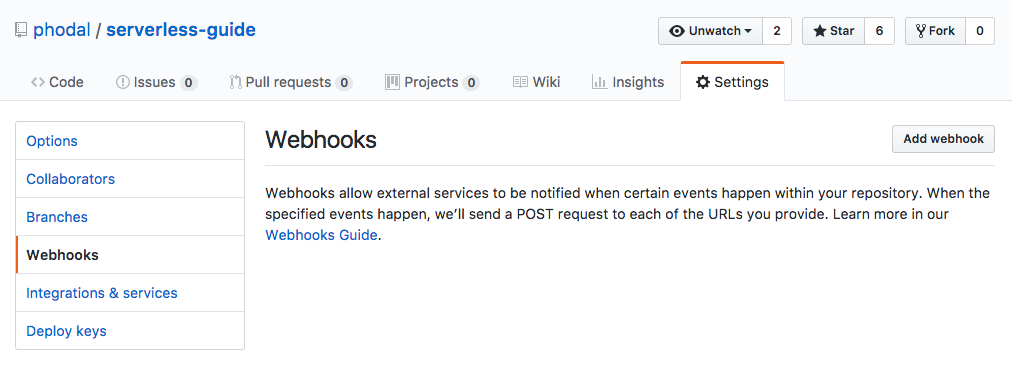 phodal / serverless-guide
Unwatch 2 Star 6 Fork 0
Code Issues 0 Pull requests 0 Projects 0 Wiki Insights Settings
Options
Collaborators
Branches
Webhooks
Integrations & services
Deploy keys
Webhooks
Add webhook
Webhooks allow external services to be notified when certain events happen within your repository. When the
specified events happen, we’ll send a POST request to each of the URLs you provide. Learn more in our
Webhooks Guide.